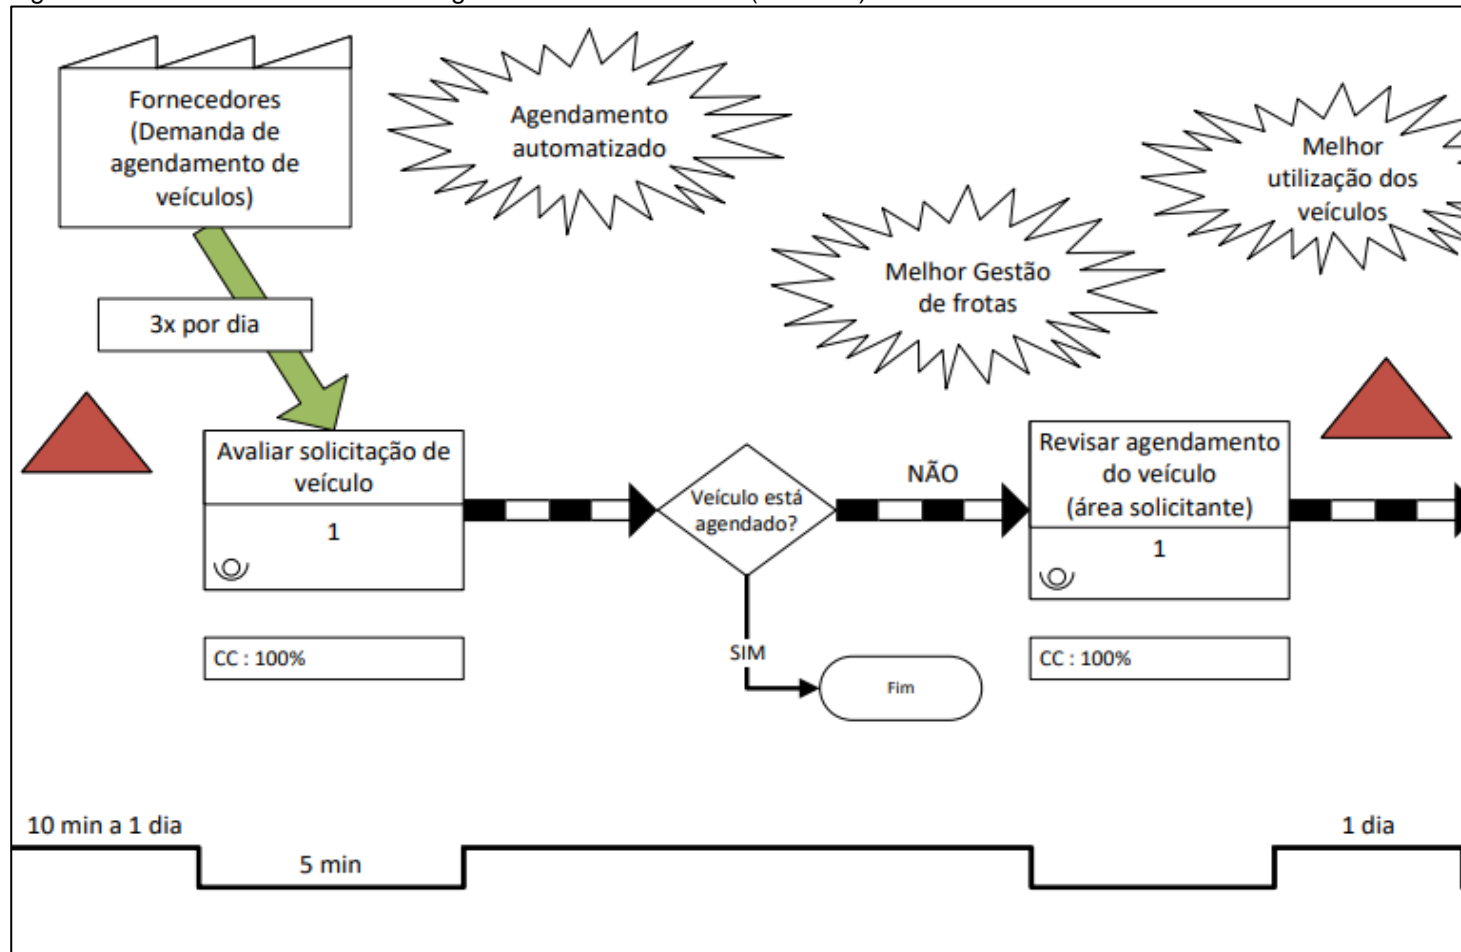 Fornecedores
(Demanda de
agendamento de
veículos)
Agendamento
automatizado
Melhor
utilização dos
veículos
Melhor Gestão
de frotas
3x por dia
Avaliar solicitação de
veículo
1
CC : 100%
Veículo está
agendado?
NÃO
SIM
Fim
Revisar agendamento
do veículo
(área solicitante)
1
CC : 100%
10 min a 1 dia
5 min
1 dia